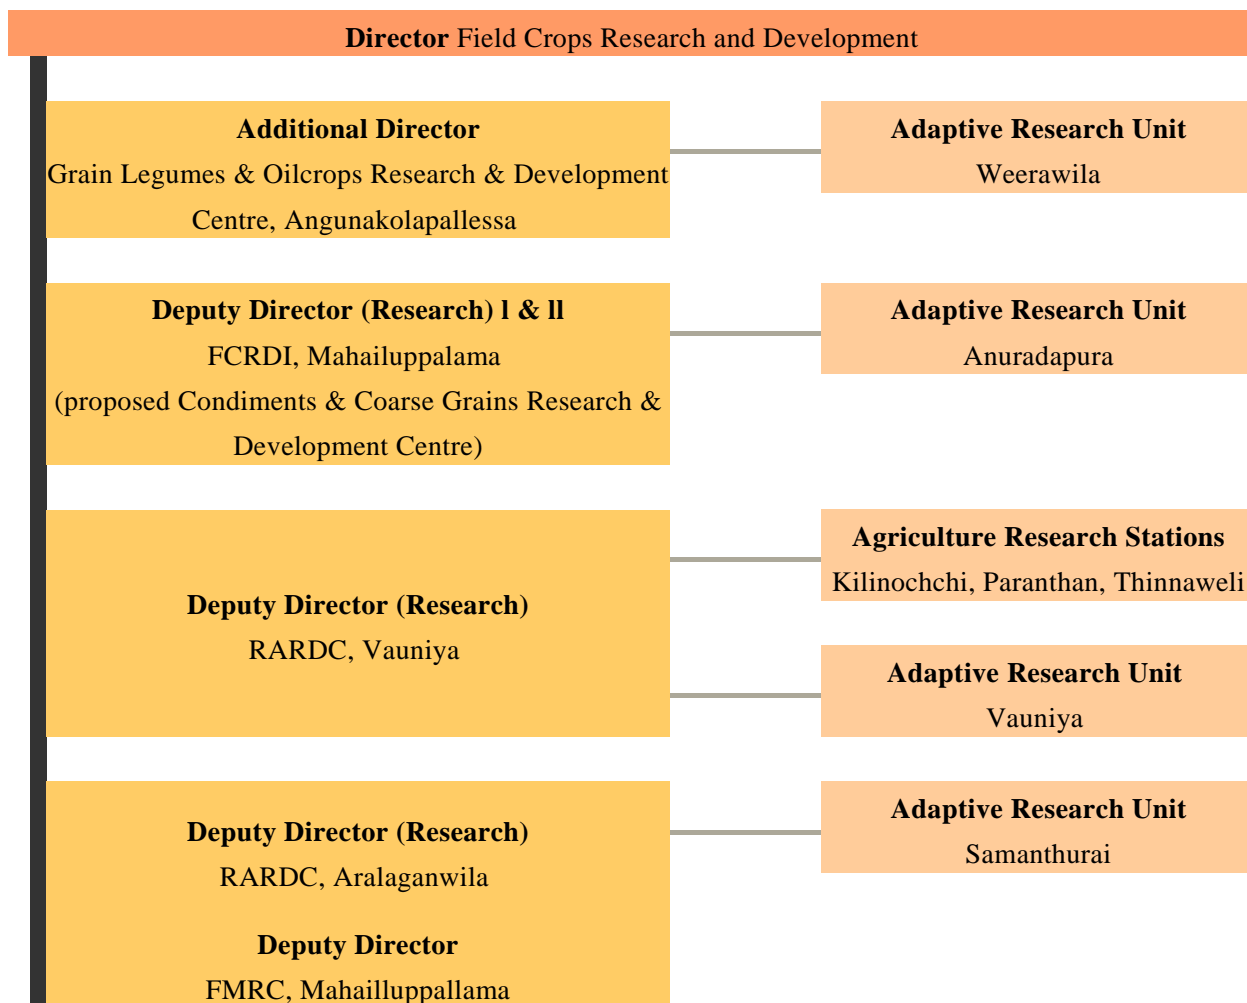 Director Field Crops Research and Development
Additional Director
Grain Legumes & Oilcrops Research & Development
Centre, Angunakolapallessa
Adaptive Research Unit
Weerawila
Deputy Director (Research) l & ll
FCRDI, Mahailuppalama
(proposed Condiments & Coarse Grains Research &
Development Centre)
Adaptive Research Unit
Anuradapura
Deputy Director (Research)
RARDC, Vauniya
Agriculture Research Stations
Kilinochchi, Paranthan, Thinnaweli
Adaptive Research Unit
Vauniya
Deputy Director (Research)
RARDC, Aralaganwila
Adaptive Research Unit
Samanthurai
Deputy Director
FMRC, Mahailluppallama